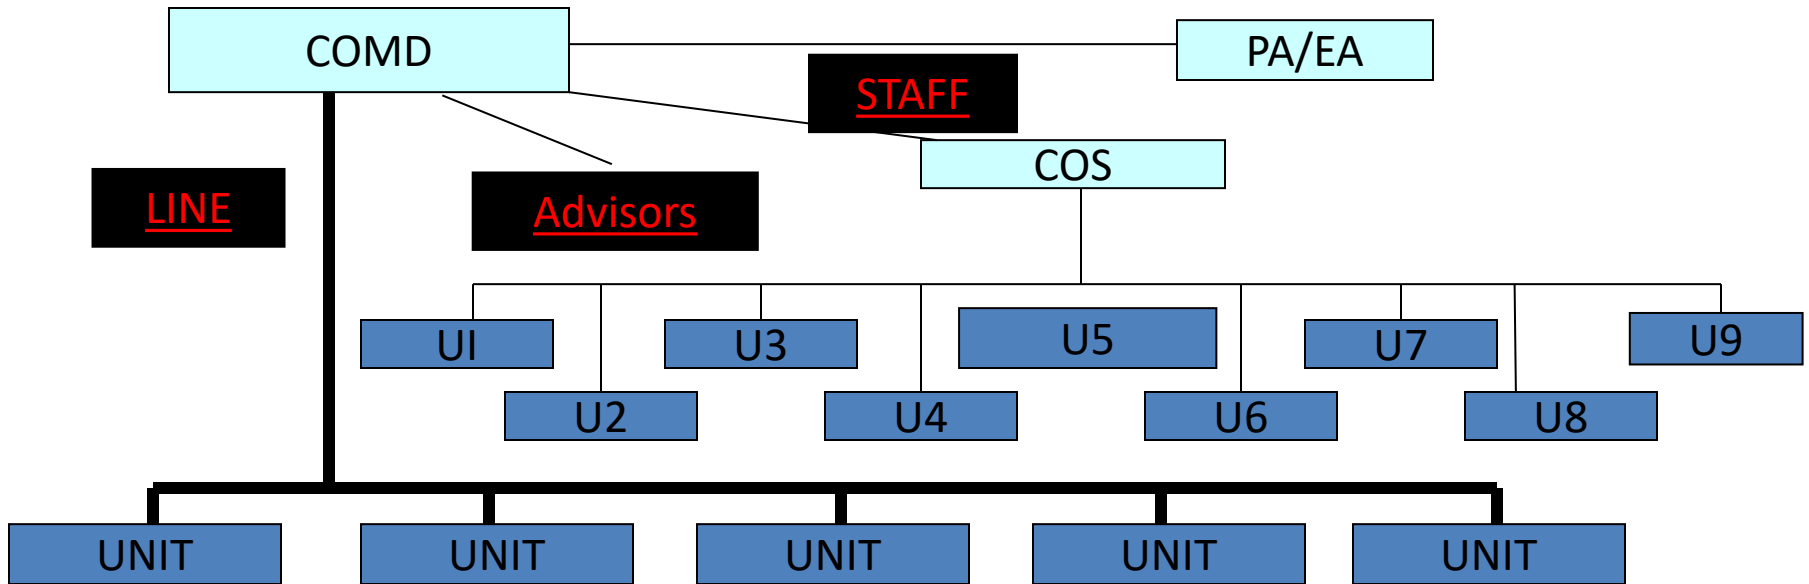 COMD
PA/EA
STAFF
COS
LINE
Advisors
UI
U3
U5
U7
U9
U2
U4
U6
U8
UNIT
UNIT
UNIT
UNIT
UNIT